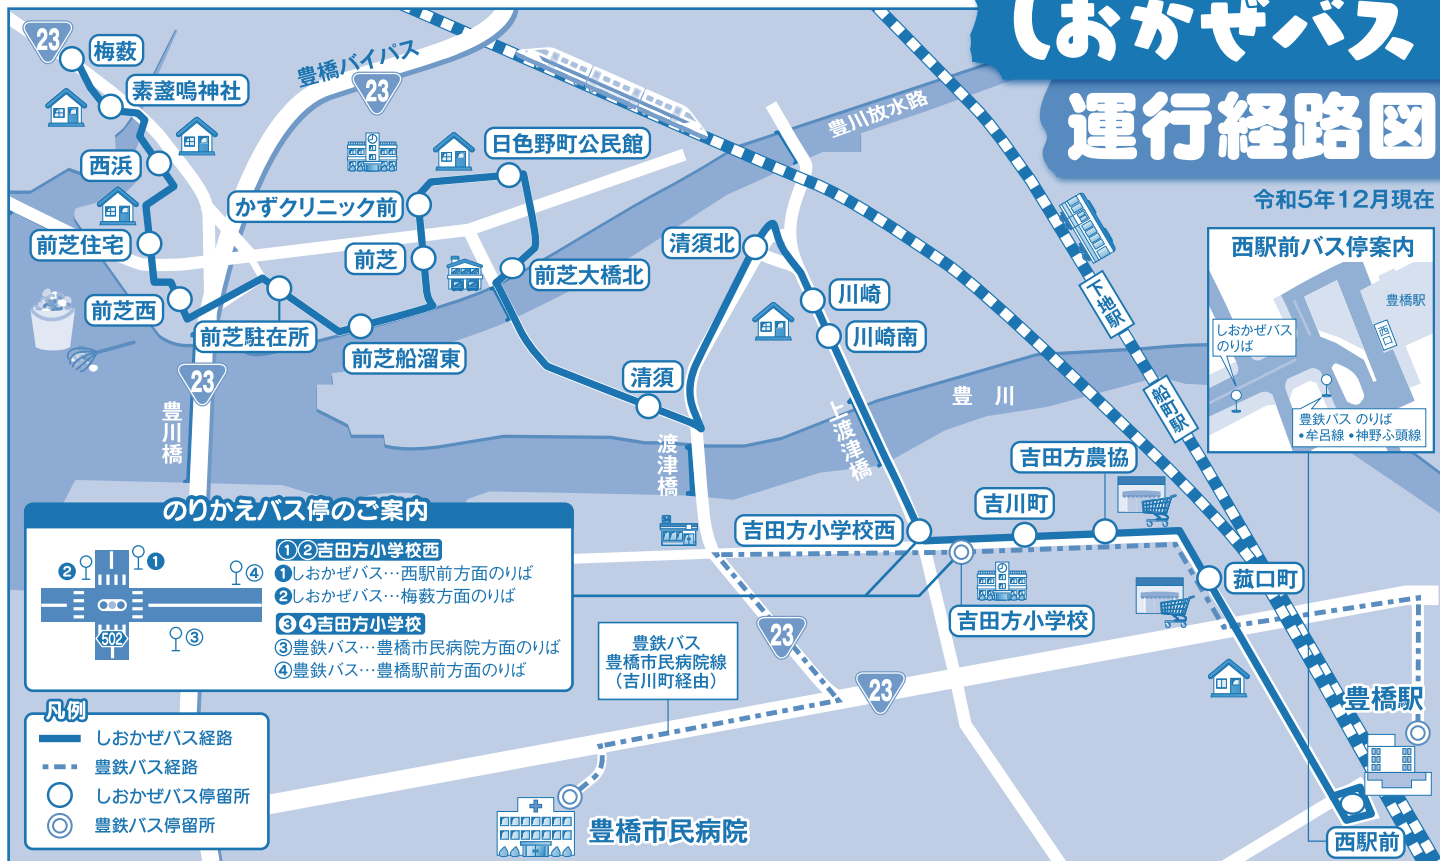 しおかぜバス
運行経路図
令和5年12月現在
23
梅薮
素盞嗚神社
西浜
前芝住宅
前芝西
前芝駐在所
前芝船溜東
前芝
かずクリニック前
日色野町公民館
前芝大橋北
清須
清須北
川崎
川崎南
吉田方小学校西
吉川町
吉田方農協
菰口町
西駅前
豊橋バイパス
23
豊川放水路
23
豊川橋
渡津橋
上渡津橋
豊川
下地駅
船町駅
豊橋駅
吉田方小学校
23
23
豊橋市民病院
豊鉄バス
豊橋市民病院線
(吉川町経由)
西駅前バス停案内
豊橋駅
西口
しおかぜバス
のりば
豊鉄バス のりば
•牟呂線 •神野ふ頭線
のりかえバス停のご案内
❷
❶
④
③
502
①②吉田方小学校西
❶しおかぜバス…西駅前方面のりば
❷しおかぜバス…梅薮方面のりば
❸❹吉田方小学校
③豊鉄バス…豊橋市民病院方面のりば
④豊鉄バス…豊橋駅前方面のりば
凡例
しおかぜバス経路
豊鉄バス経路
しおかぜバス停留所
豊鉄バス停留所